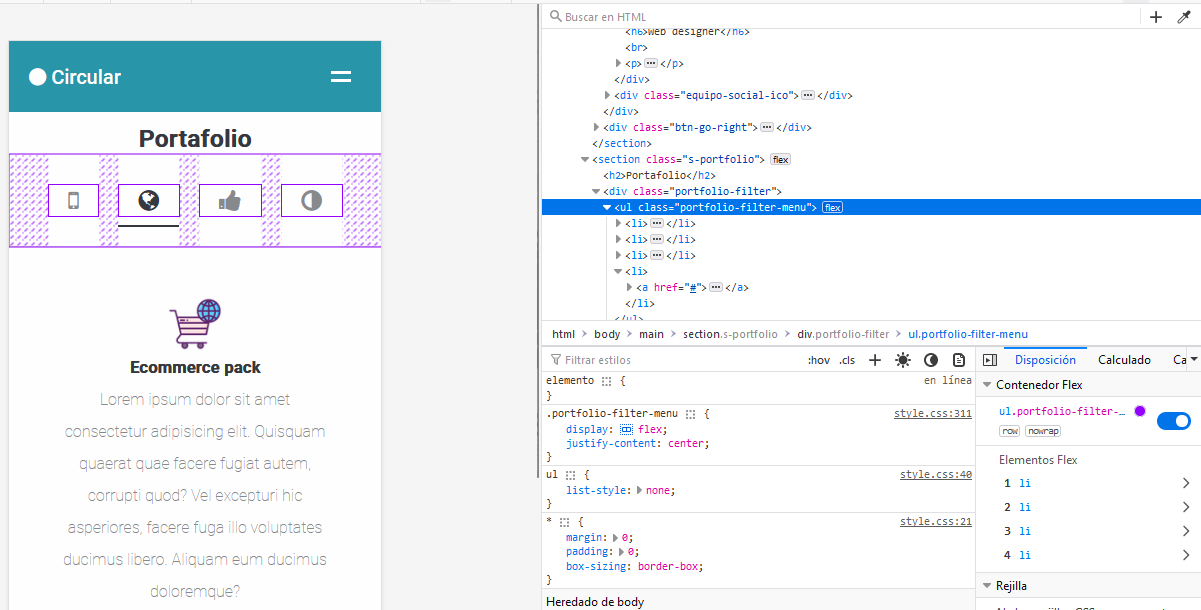 Circular
Portafolio
Ecommerce pack
Lorem ipsum dolor sit amet
consectetur adipisicing elit. Quisquam
quaerat quae facere fugiat autem,
corrupti quod? Vel excepturi hic
asperiores, facere fuga illo voluptates
ducimus libero. Aliquam eum ducimus
doloremque?
Buscar en HTML
<h6>Web designer</h6>
<br>
<p> ••• </p>
</div>
<div class="equipo-social-ico"> ••• </div>
</div>
<div class="btn-go-right"> ••• </div>
</section>
<section class="s-portfolio"> flex
<h2>Portafolio</h2>
<div class="portfolio-filter">
<ul class="portfolio-filter-menu"> flex
<li> ••• </li>
<li> ••• </li>
<li> ••• </li>
<li>
<a href="#"> ••• </a>
</li>
</ul>
html > body > main > section.s-portfolio > div.portfolio-filter > ul.portfolio-filter-menu
Filtrar estilos :hov .cls +
elemento { en línea
}
.portfolio-filter-menu { style.css:311
display: flex;
justify-content: center;
}
ul { style.css:40
list-style: none;
}
* { style.css:21
margin: 0;
padding: 0;
box-sizing: border-box;
}
Heredado de body
Disposición Calculado Ca
Contenedor Flex
ul.portfolio-filter-…
row nowrap
Elementos Flex
1 li
2 li
3 li
4 li
Rejilla